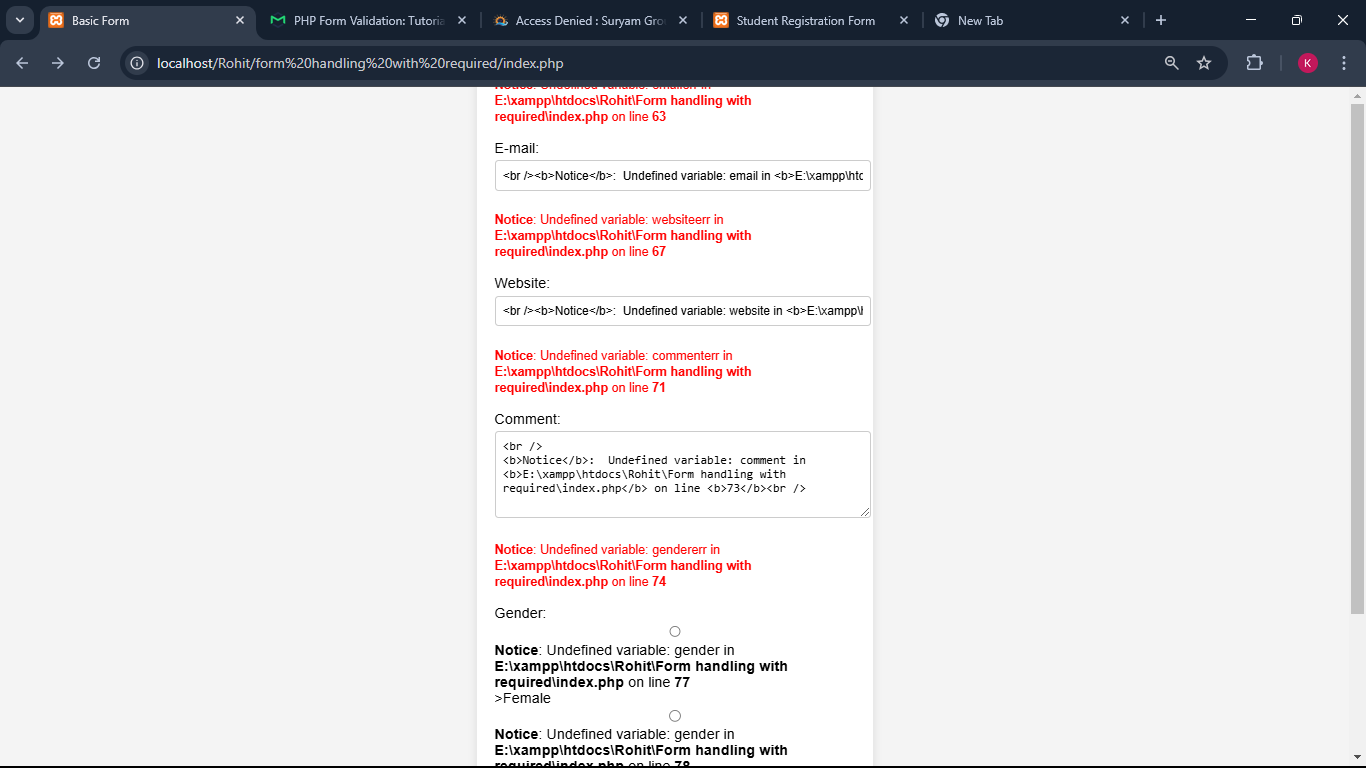 Basic Form
PHP Form Validation: Tutoria
Access Denied : Suryam Gro
Student Registration Form
New Tab
localhost/Rohit/form%20handling%20with%20required/index.php
K
E:\xampp\htdocs\Rohit\Form handling with
required\index.php on line 63
E-mail:
<br /><b>Notice</b>:  Undefined variable: email in <b>E:\xampp\htc
Notice: Undefined variable: websiteerr in
E:\xampp\htdocs\Rohit\Form handling with
required\index.php on line 67
Website:
<br /><b>Notice</b>:  Undefined variable: website in <b>E:\xampp\
Notice: Undefined variable: commenterr in
E:\xampp\htdocs\Rohit\Form handling with
required\index.php on line 71
Comment:
<br />
<b>Notice</b>:  Undefined variable: comment in
<b>E:\xampp\htdocs\Rohit\Form handling with
required\index.php</b> on line <b>73</b><br />
Notice: Undefined variable: gendererr in
E:\xampp\htdocs\Rohit\Form handling with
required\index.php on line 74
Gender:
Notice: Undefined variable: gender in
E:\xampp\htdocs\Rohit\Form handling with
required\index.php on line 77
>Female
Notice: Undefined variable: gender in
E:\xampp\htdocs\Rohit\Form handling with
required\index.php on line 78